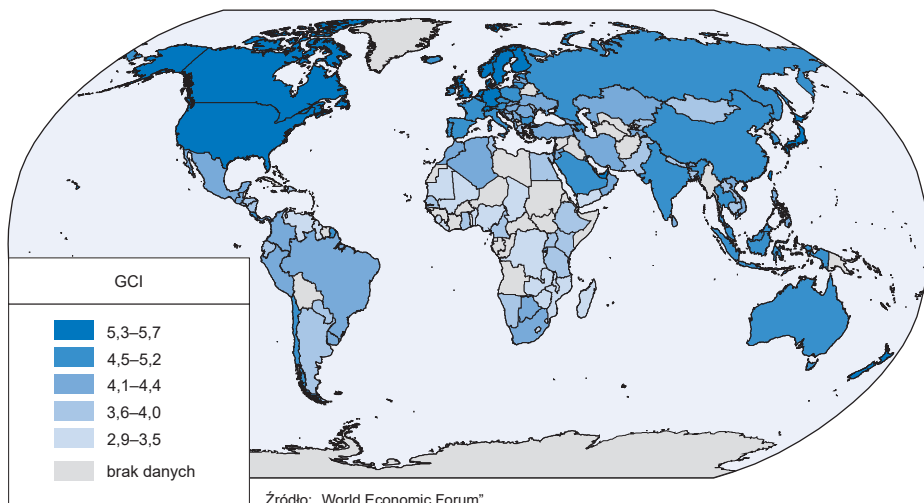 GCI
5,3–5,7
4,5–5,2
4,1–4,4
3,6–4,0
2,9–3,5
brak danych
Źródło: „World Economic Forum”